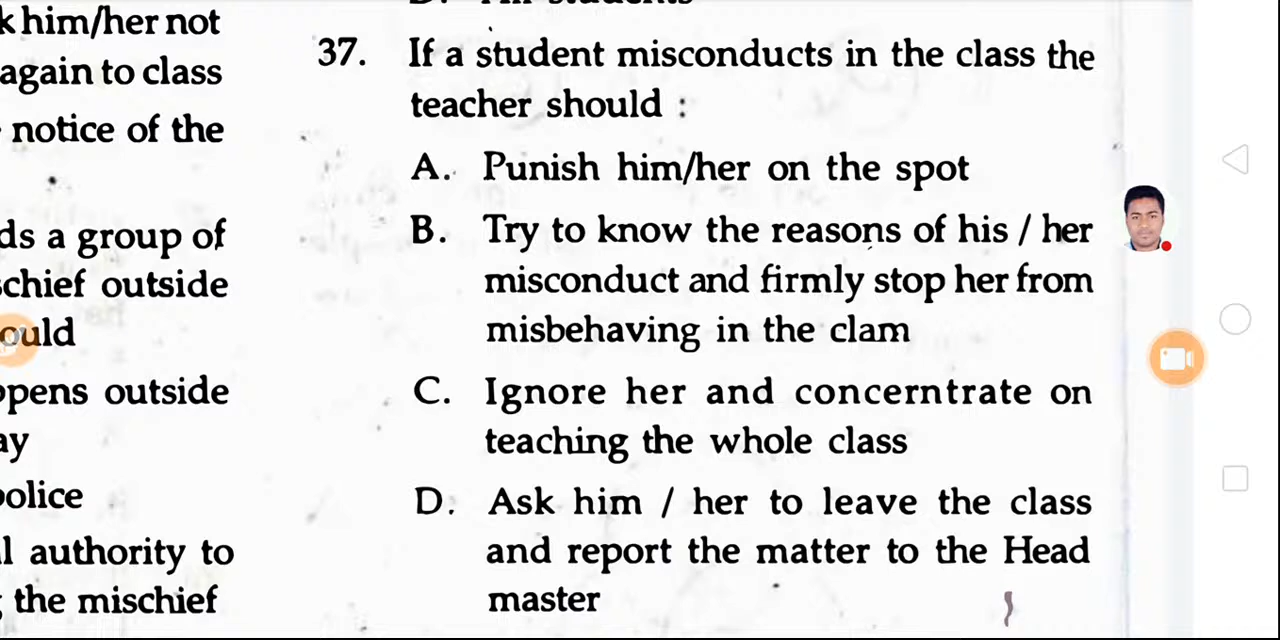 k him/her not
again to class
notice of the
ds a group of
schief outside
ould
ppens outside
ay
police
l authority to
the mischief
37. If a student misconducts in the class the
teacher should :
A. Punish him/her on the spot
B. Try to know the reasons of his / her
misconduct and firmly stop her from
misbehaving in the clam
C. Ignore her and concerntrate on
teaching the whole class
D. Ask him / her to leave the class
and report the matter to the Head
master